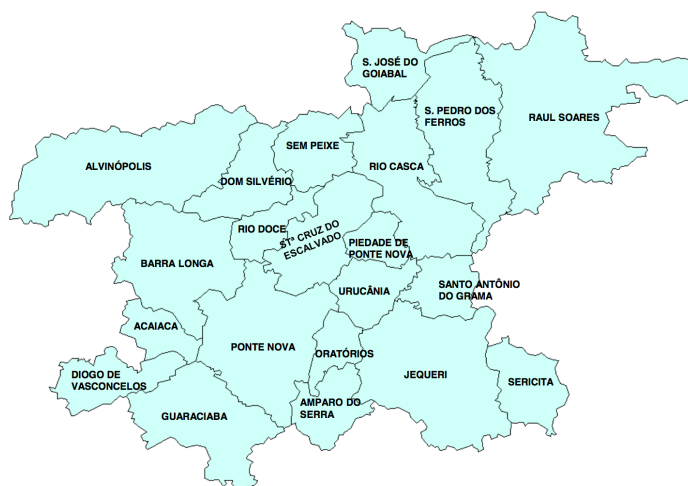 S. JOSÉ DO
GOIABAL
S. PEDRO DOS
FERROS
RAUL SOARES
SEM PEIXE
ALVINÓPOLIS
RIO CASCA
DOM SILVÉRIO
RIO DOCE
STª CRUZ DO
ESCALVADO
PIEDADE DE
PONTE NOVA
BARRA LONGA
URUCÂNIA
SANTO ANTÔNIO
DO GRAMA
ACAIACA
PONTE NOVA
ORATÓRIOS
JEQUERI
DIOGO DE
VASCONCELOS
SERICITA
GUARACIABA
AMPARO DO
SERRA